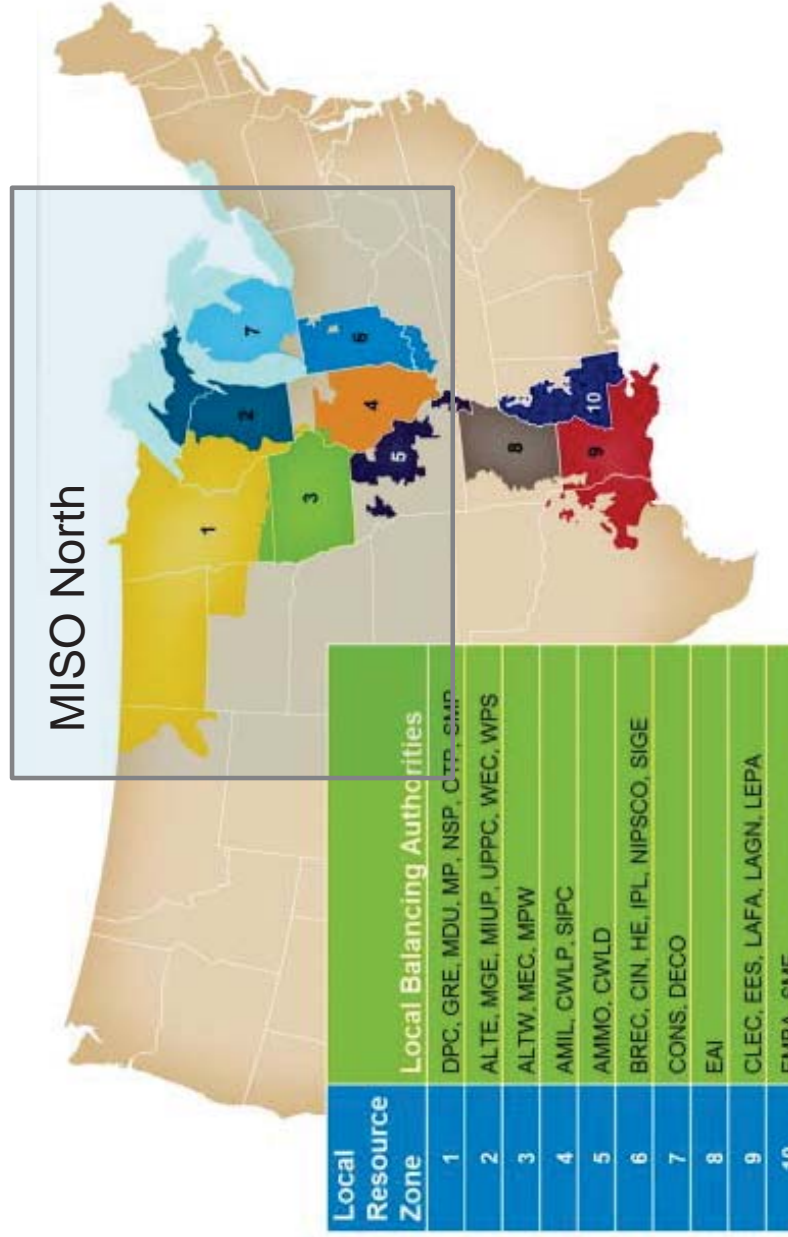 MISO North
1
2
3
4
5
6
7
8
9
10
Local Resource Zone Local Balancing Authorities
1 DPC, GRE, MDU, MP, NSP, OTP, SMP
2 ALTE, MGE, MIUP, UPPC, WEC, WPS
3 ALTW, MEC, MPW
4 AMIL, CWLP, SIPC
5 AMMO, CWLD
6 BREC, CIN, HE, IPL, NIPSCO, SIGE
7 CONS, DECO
8 EAI
9 CLEC, EES, LAFA, LAGN, LEPA
10